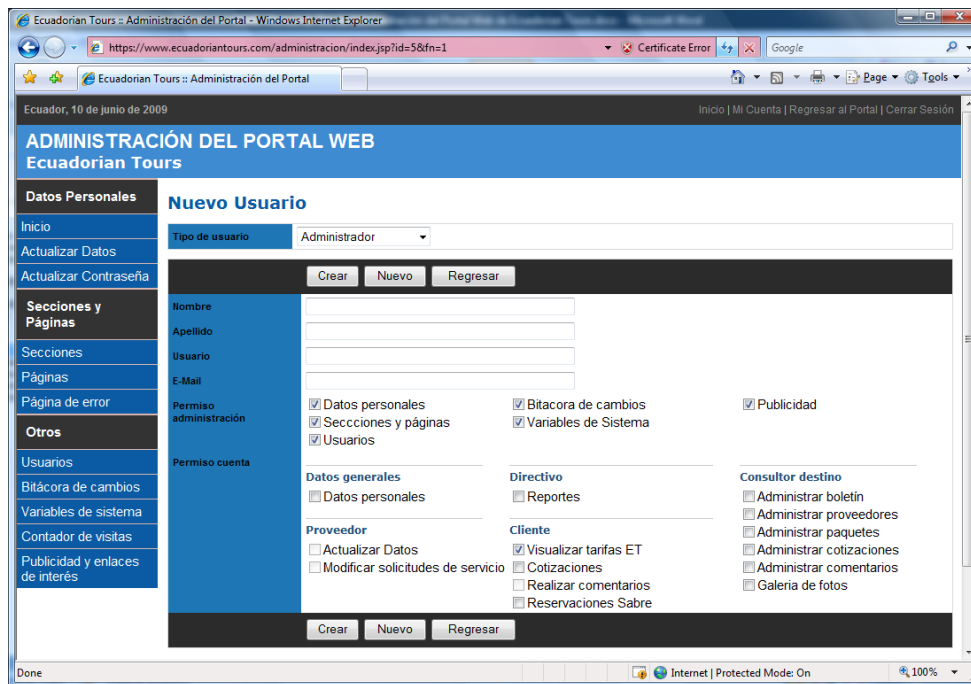 Ecuadorian Tours :: Administración del Portal - Windows Internet Explorer
https://www.ecuadoriantours.com/administracion/index.jsp?id=5&fn=1
Certificate Error
Google
Ecuadorian Tours :: Administración del Portal
Page
Tools
Ecuador, 10 de junio de 2009
Inicio | Mi Cuenta | Regresar al Portal | Cerrar Sesión
ADMINISTRACIÓN DEL PORTAL WEB
Ecuadorian Tours
Datos Personales
Inicio
Actualizar Datos
Actualizar Contraseña
Secciones y
Páginas
Secciones
Páginas
Página de error
Otros
Usuarios
Bitácora de cambios
Variables de sistema
Contador de visitas
Publicidad y enlaces
de interés
Nuevo Usuario
Tipo de usuario
Administrador
Crear
Nuevo
Regresar
Nombre
Apellido
Usuario
E-Mail
Permiso
administración
Datos personales
Bitacora de cambios
Publicidad
Seccciones y páginas
Variables de Sistema
Usuarios
Permiso cuenta
Datos generales
Datos personales
Directivo
Reportes
Consultor destino
Administrar boletín
Administrar proveedores
Administrar paquetes
Administrar cotizaciones
Administrar comentarios
Galeria de fotos
Proveedor
Actualizar Datos
Modificar solicitudes de servicio
Cliente
Visualizar tarifas ET
Cotizaciones
Realizar comentarios
Reservaciones Sabre
Crear
Nuevo
Regresar
Done
Internet | Protected Mode: On
100%